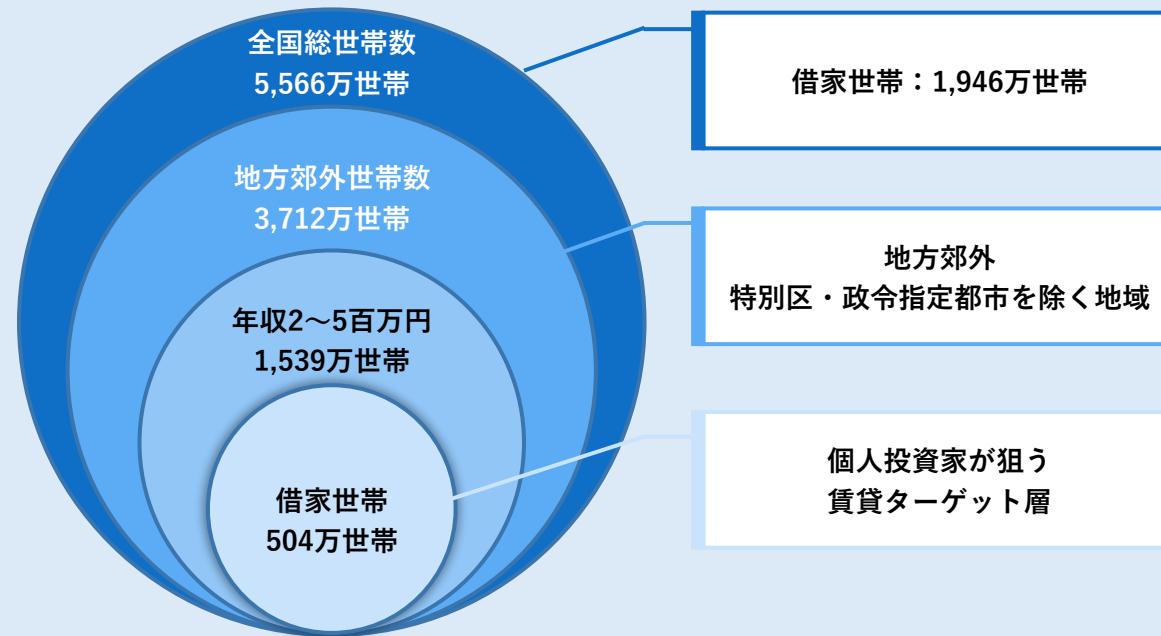 全国総世帯数
5,566万世帯
借家世帯：1,946万世帯
地方郊外世帯数
3,712万世帯
地方郊外
特別区・政令指定都市を除く地域
年収2～5百万円
1,539万世帯
個人投資家が狙う
賃貸ターゲット層
借家世帯
504万世帯